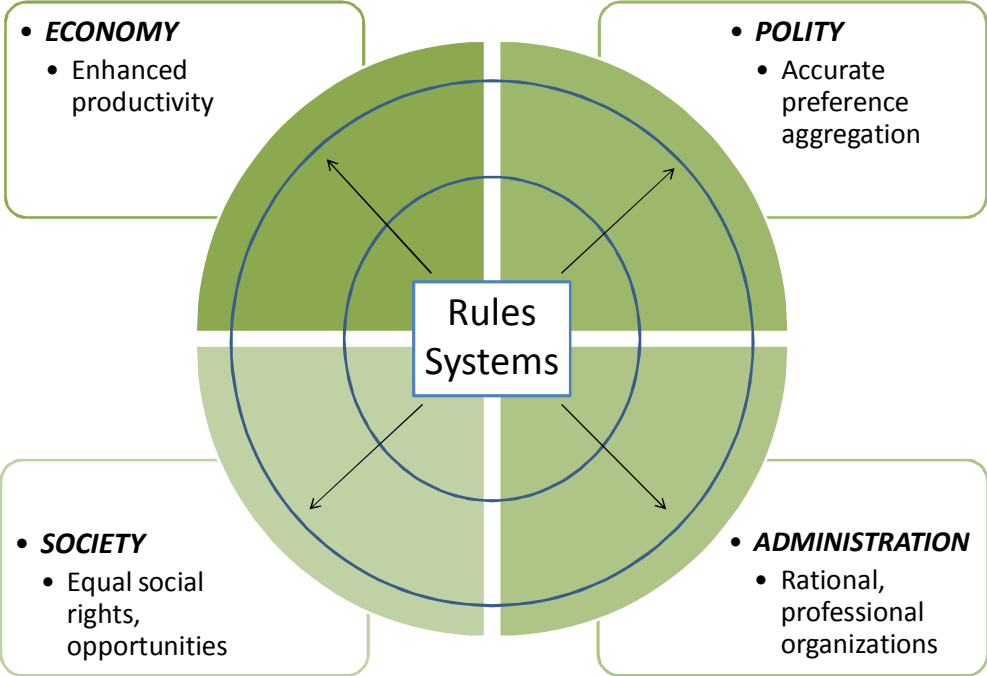 • ECONOMY
• Enhanced
productivity
• POLITY
• Accurate
preference
aggregation
Rules
Systems
• SOCIETY
• Equal social
rights,
opportunities
• ADMINISTRATION
• Rational,
professional
organizations